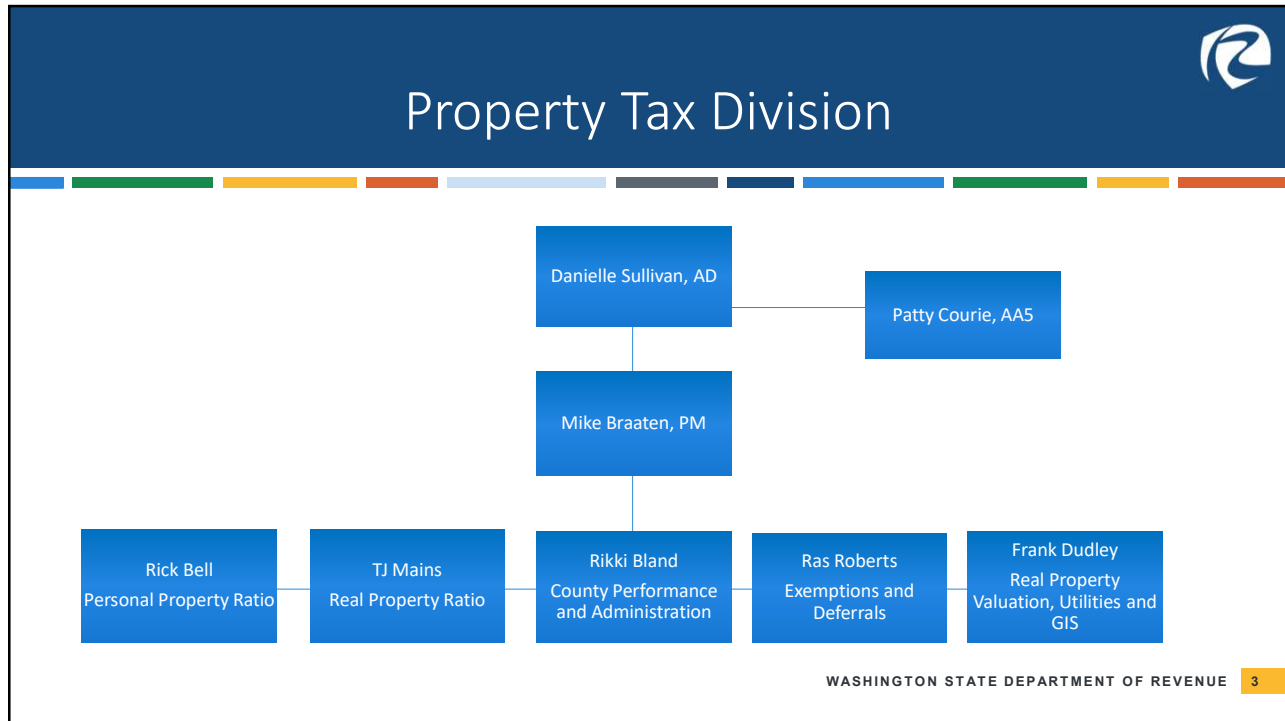 Property Tax Division
Danielle Sullivan, AD
Patty Courie, AA5
Mike Braaten, PM
Rick Bell
Personal Property Ratio
TJ Mains
Real Property Ratio
Rikki Bland
County Performance
and Administration
Ras Roberts
Exemptions and
Deferrals
Frank Dudley
Real Property
Valuation, Utilities and
GIS
WASHINGTON STATE DEPARTMENT OF REVENUE 3